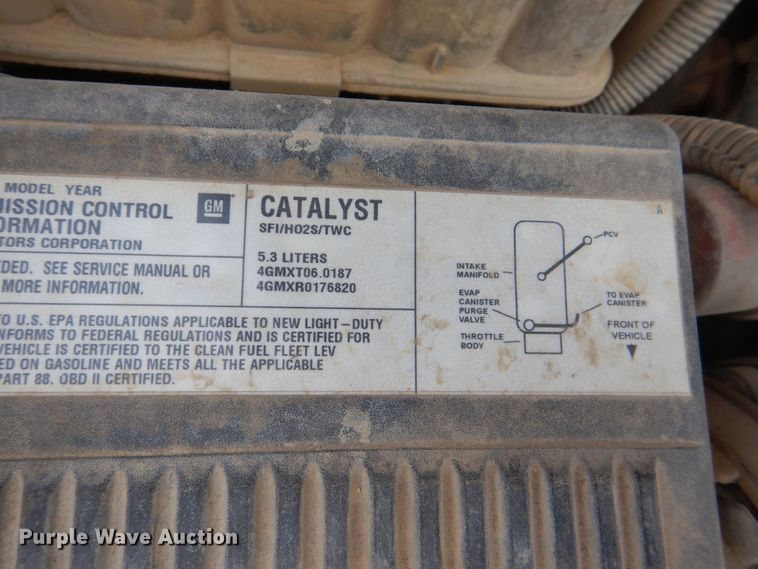 MODEL YEAR
MISSION CONTROL
FORMATION
TORS CORPORATION
GM
CATALYST
SFI/HO2S/TWC
5.3 LITERS
4GMXT06.0187
4GMXR0176820
EDED. SEE SERVICE MANUAL OR
MORE INFORMATION.
TO U.S. EPA REGULATIONS APPLICABLE TO NEW LIGHT-DUTY
NFORMS TO FEDERAL REGULATIONS AND IS CERTIFIED FOR
VEHICLE IS CERTIFIED TO THE CLEAN FUEL FLEET LEV
ED ON GASOLINE AND MEETS ALL THE APPLICABLE
PART 88. OBD II CERTIFIED.
A
PCV
INTAKE
MANIFOLD
EVAP
CANISTER
PURGE
VALVE
TO EVAP
CANISTER
THROTTLE
BODY
FRONT OF
VEHICLE
Purple Wave Auction